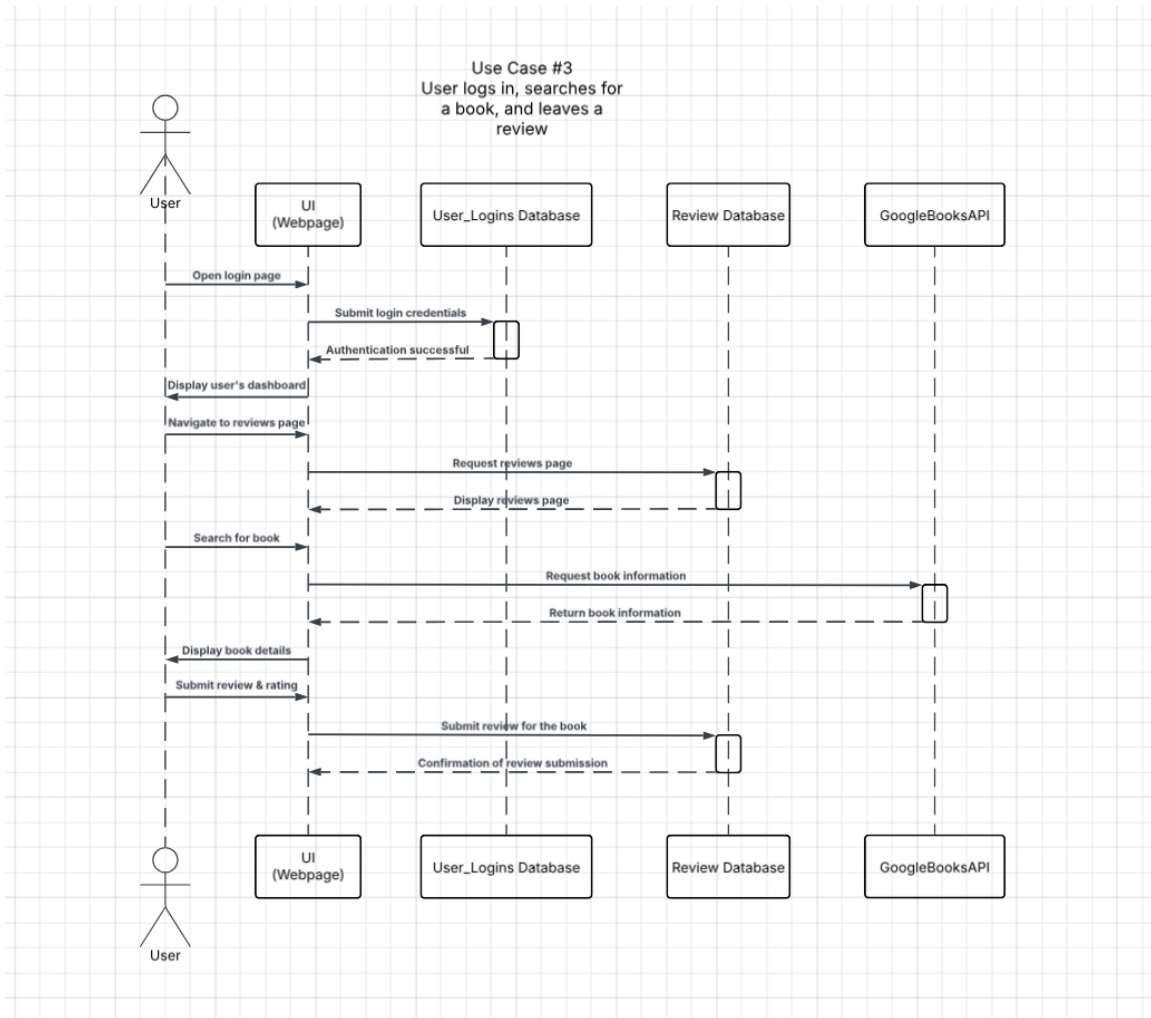 Use Case #3
User logs in, searches for
a book, and leaves a
review
User
UI
(Webpage)
User_Logins Database
Review Database
GoogleBooksAPI
Open login page
Submit login credentials
Authentication successful
Display user's dashboard
Navigate to reviews page
Request reviews page
Display reviews page
Search for book
Request book information
Return book information
Display book details
Submit review & rating
Submit review for the book
Confirmation of review submission
UI
(Webpage)
User_Logins Database
Review Database
GoogleBooksAPI
User